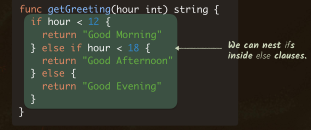 func getGreeting(hour int) string {
  if hour < 12 {
    return "Good Morning"
  } else if hour < 18 {
    return "Good Afternoon"
  } else {
    return "Good Evening"
  }
}
We can nest ifs
inside else clauses.